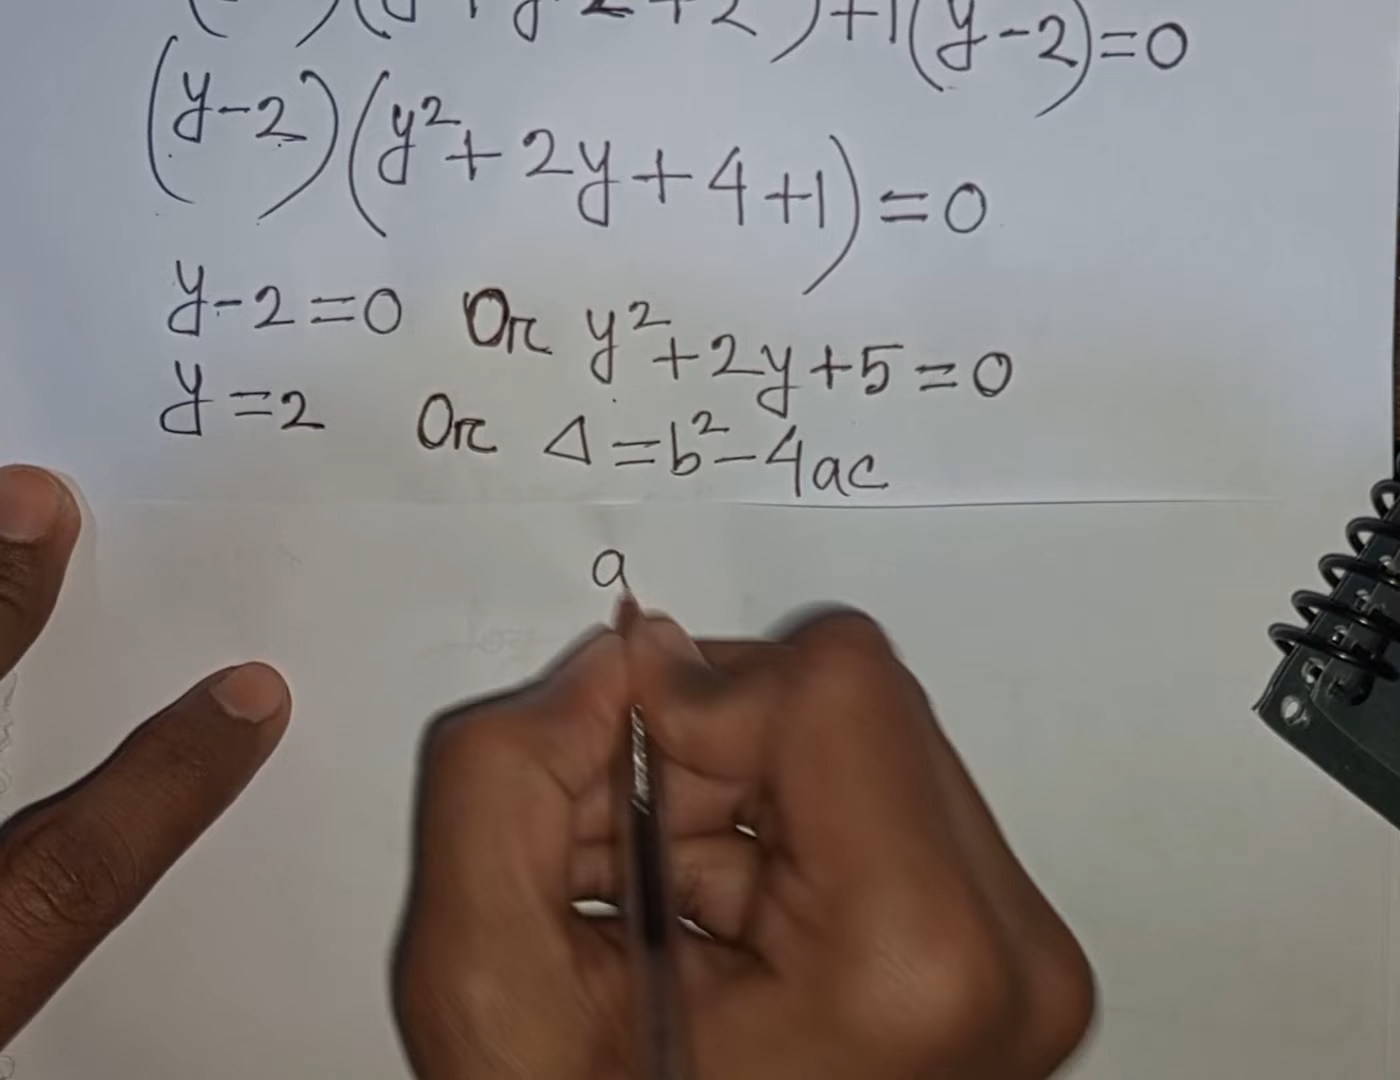 +1(y-2)=0
(y-2)(y²+2y+4+1)=0
y-2=0 Or y²+2y+5=0
y=2 Or Δ=b²-4ac
a